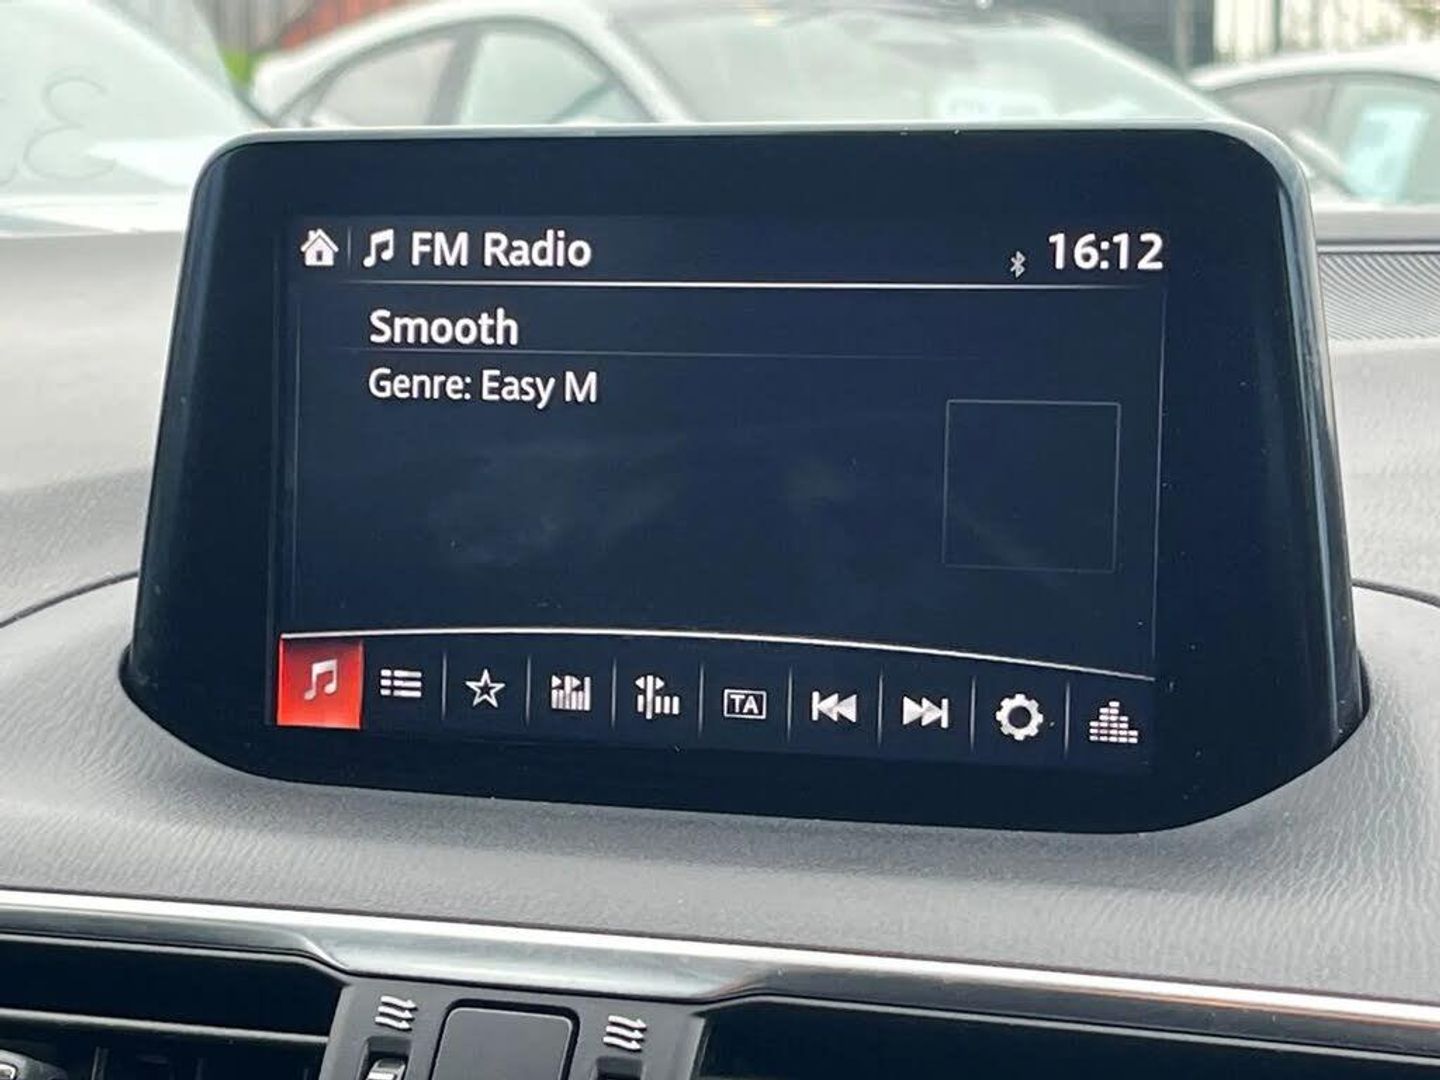 FM Radio
16:12
Smooth
Genre: Easy M
TA